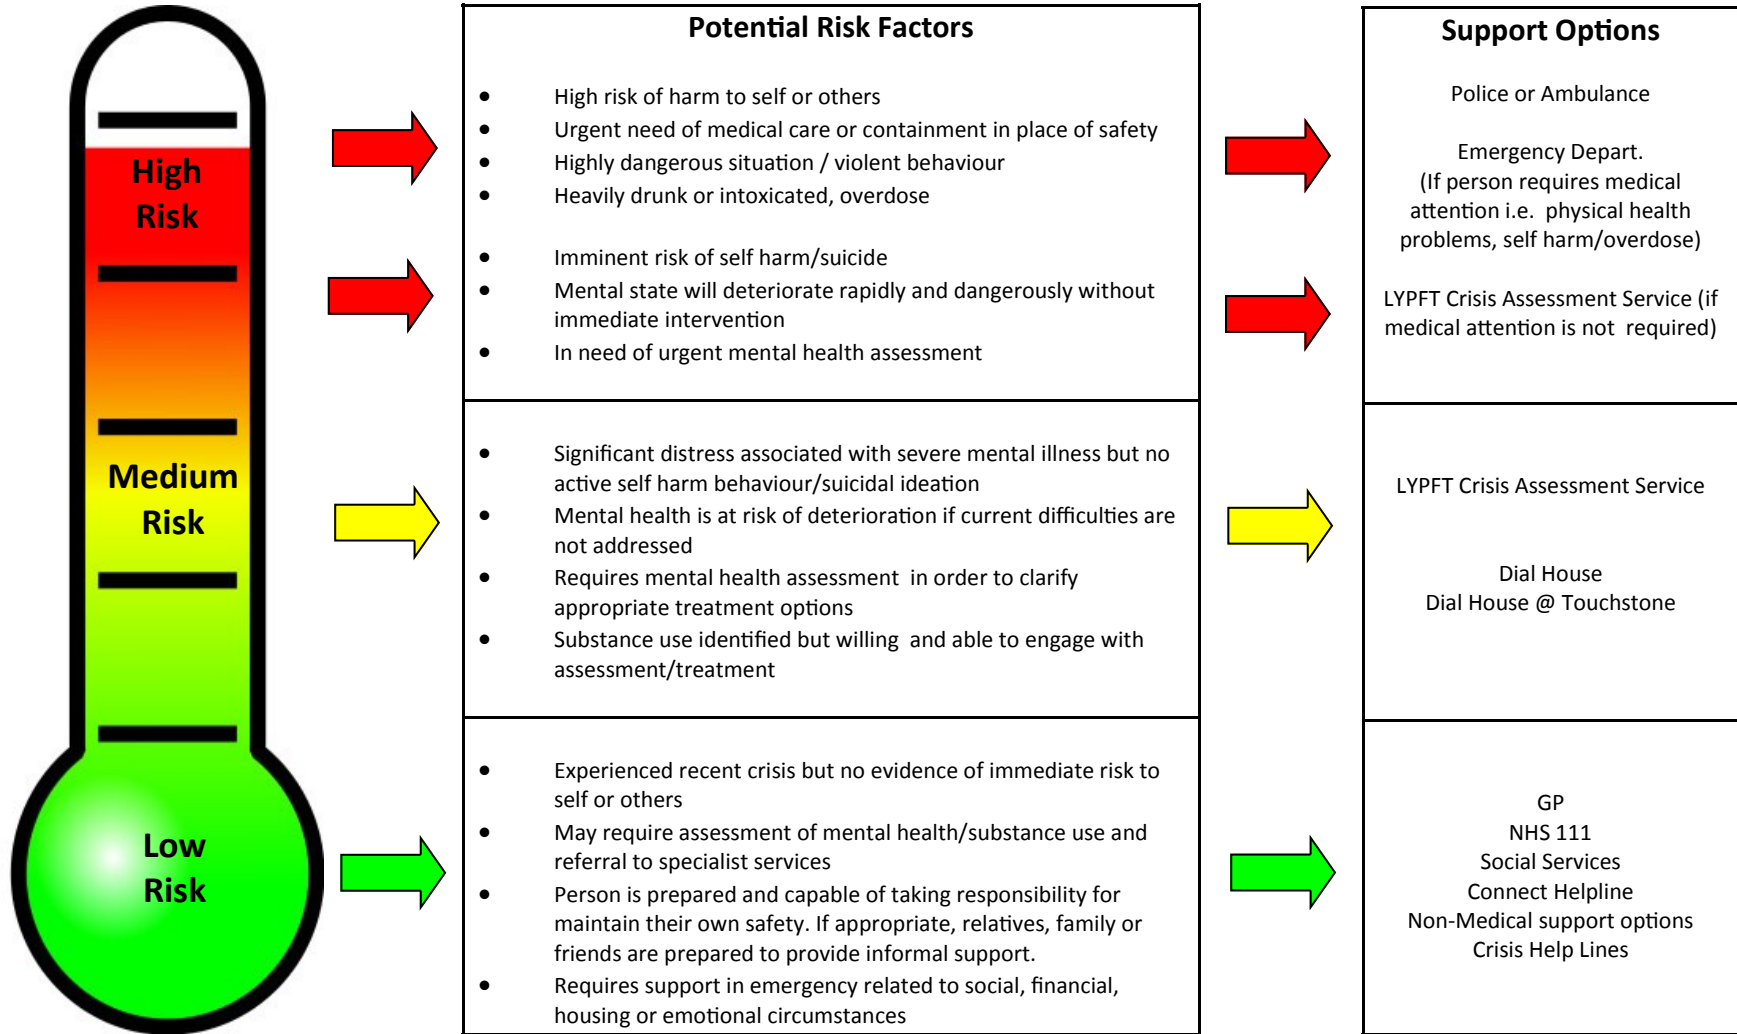 High
Risk
Medium
Risk
Low
Risk
Potential Risk Factors
• High risk of harm to self or others
• Urgent need of medical care or containment in place of safety
• Highly dangerous situation / violent behaviour
• Heavily drunk or intoxicated, overdose
• Imminent risk of self harm/suicide
• Mental state will deteriorate rapidly and dangerously without
immediate intervention
• In need of urgent mental health assessment
• Significant distress associated with severe mental illness but no
active self harm behaviour/suicidal ideation
• Mental health is at risk of deterioration if current difficulties are
not addressed
• Requires mental health assessment in order to clarify
appropriate treatment options
• Substance use identified but willing and able to engage with
assessment/treatment
• Experienced recent crisis but no evidence of immediate risk to
self or others
• May require assessment of mental health/substance use and
referral to specialist services
• Person is prepared and capable of taking responsibility for
maintain their own safety. If appropriate, relatives, family or
friends are prepared to provide informal support.
• Requires support in emergency related to social, financial,
housing or emotional circumstances
Support Options
Police or Ambulance
Emergency Depart.
(If person requires medical
attention i.e. physical health
problems, self harm/overdose)
LYPFT Crisis Assessment Service (if
medical attention is not required)
LYPFT Crisis Assessment Service
Dial House
Dial House @ Touchstone
GP
NHS 111
Social Services
Connect Helpline
Non-Medical support options
Crisis Help Lines